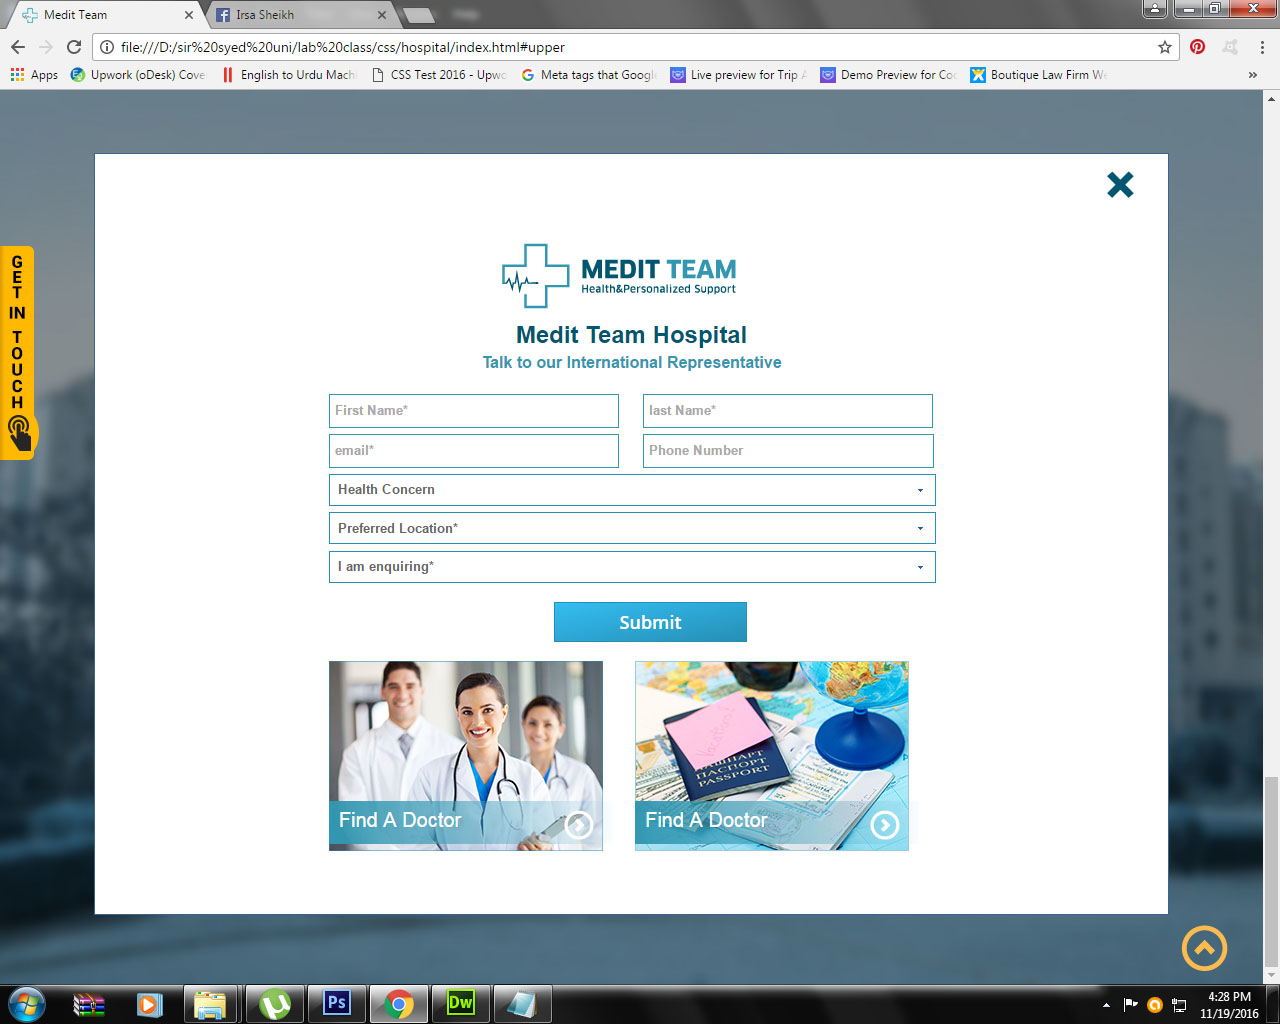 Medit Team
Irsa Sheikh
file:///D:/sir%20syed%20uni/lab%20class/css/hospital/index.html#upper
Apps
Upwork (oDesk) Cove
English to Urdu Mach
CSS Test 2016 - Upwo
Meta tags that Google
Live preview for Trip A
Demo Preview for Coc
Boutique Law Firm We
GET IN TOUCH
MEDIT TEAM
Health&Personalized Support
Medit Team Hospital
Talk to our International Representative
First Name*
last Name*
email*
Phone Number
Health Concern
Preferred Location*
I am enquiring*
Submit
ПАСПОРТ
PASSPORT
Find A Doctor
Find A Doctor
Ps
Dw
4:28 PM
11/19/2016